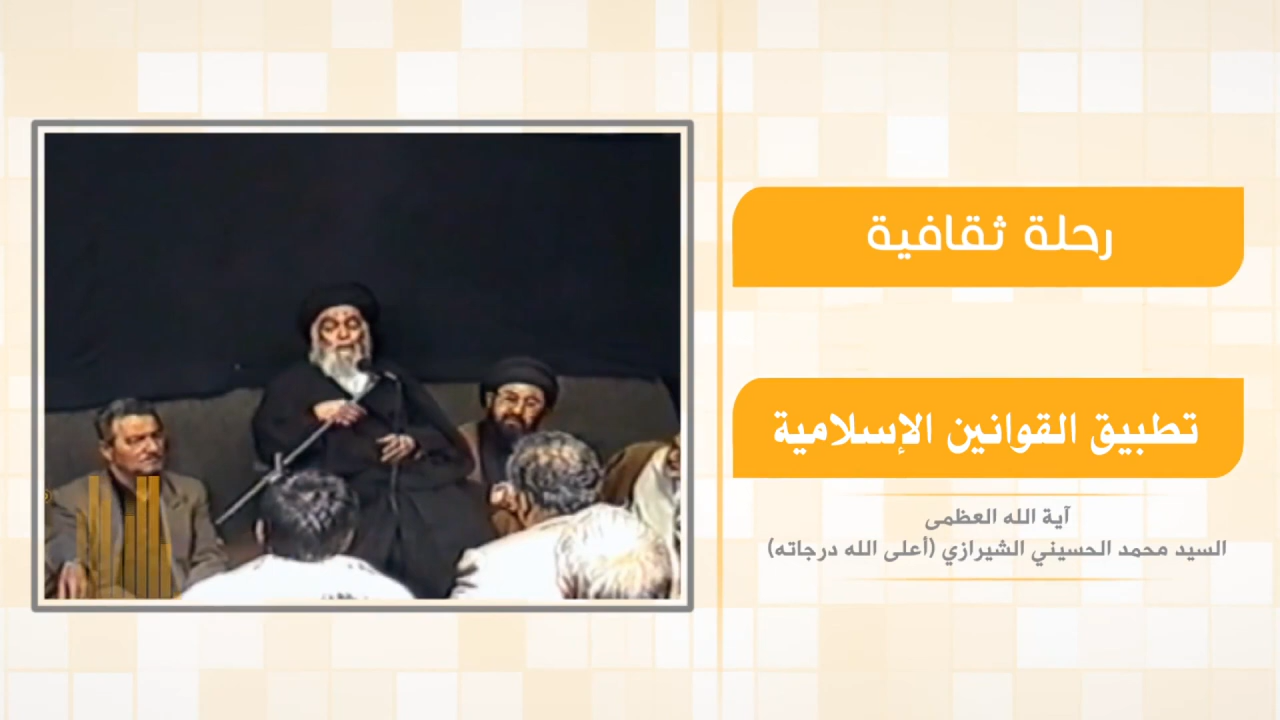 رحلة ثقافية
تطبيق القوانين الإسلامية
آية الله العظمى
السيد محمد الحسيني الشيرازي (أعلى الله درجاته)